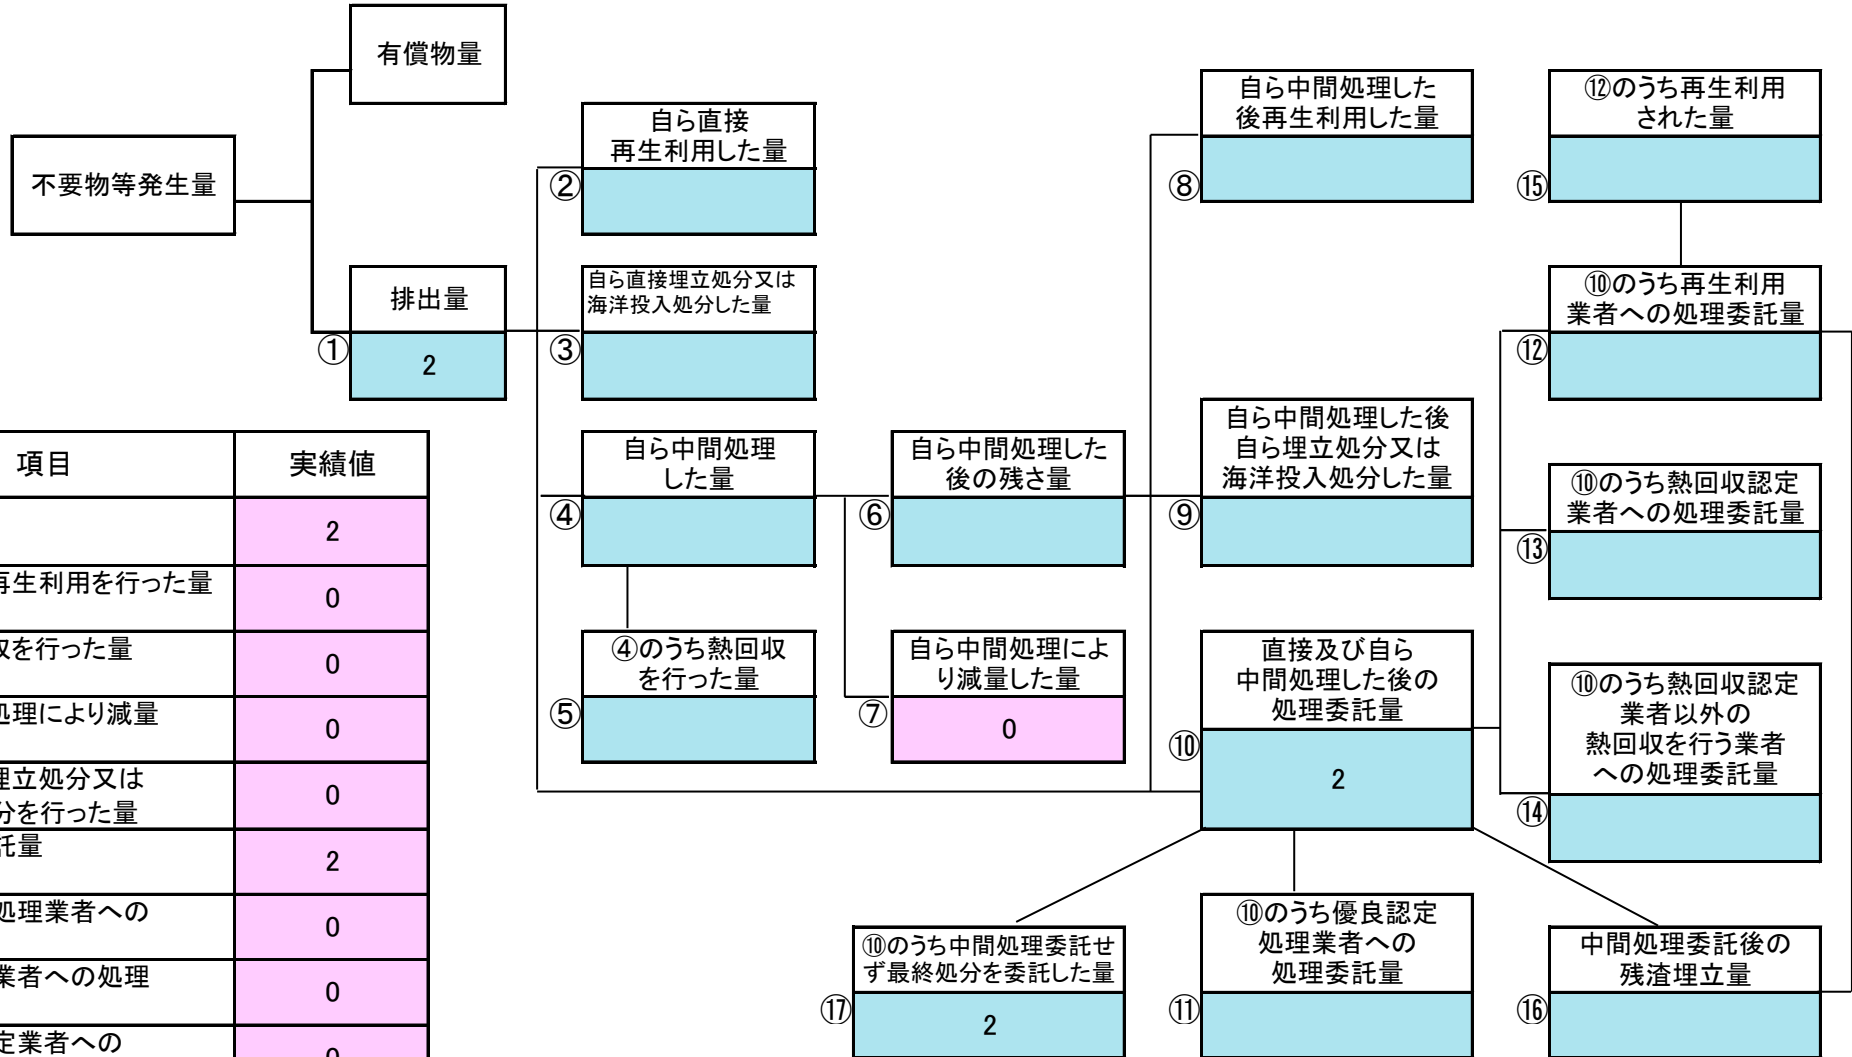 有償物量
不要物等発生量
排出量
①
2
自ら直接
再生利用した量
②
自ら直接埋立処分又は
海洋投入処分した量
③
自ら中間処理
した量
④
④のうち熱回収
を行った量
⑤
自ら中間処理した
後の残さ量
⑥
自ら中間処理によ
り減量した量
⑦
0
自ら中間処理した
後再生利用した量
⑧
自ら中間処理した後
自ら埋立処分又は
海洋投入処分した量
⑨
直接及び自ら
中間処理した後の
処理委託量
⑩
2
⑫のうち再生利用
された量
⑮
⑩のうち再生利用
業者への処理委託量
⑫
⑩のうち熱回収認定
業者への処理委託量
⑬
⑩のうち熱回収認定
業者以外の
熱回収を行う業者
への処理委託量
⑭
⑩のうち中間処理委託せ
ず最終処分を委託した量
⑰
2
⑩のうち優良認定
処理業者への
処理委託量
⑪
中間処理委託後の
残渣埋立量
⑯
項目 実績値
2
再生利用を行った量
0
を行った量
0
処理により減量
0
埋立処分又は
分を行った量
0
託量
2
処理業者への
0
業者への処理
0
定業者への
0